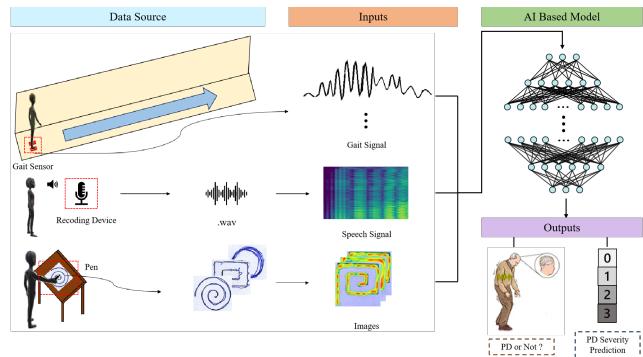 Data Source
Inputs
AI Based Model
Gait Sensor
Gait Signal
Recoding Device
.wav
Speech Signal
Pen
Images
Outputs
0
1
2
3
PD or Not ?
PD Severity
Prediction